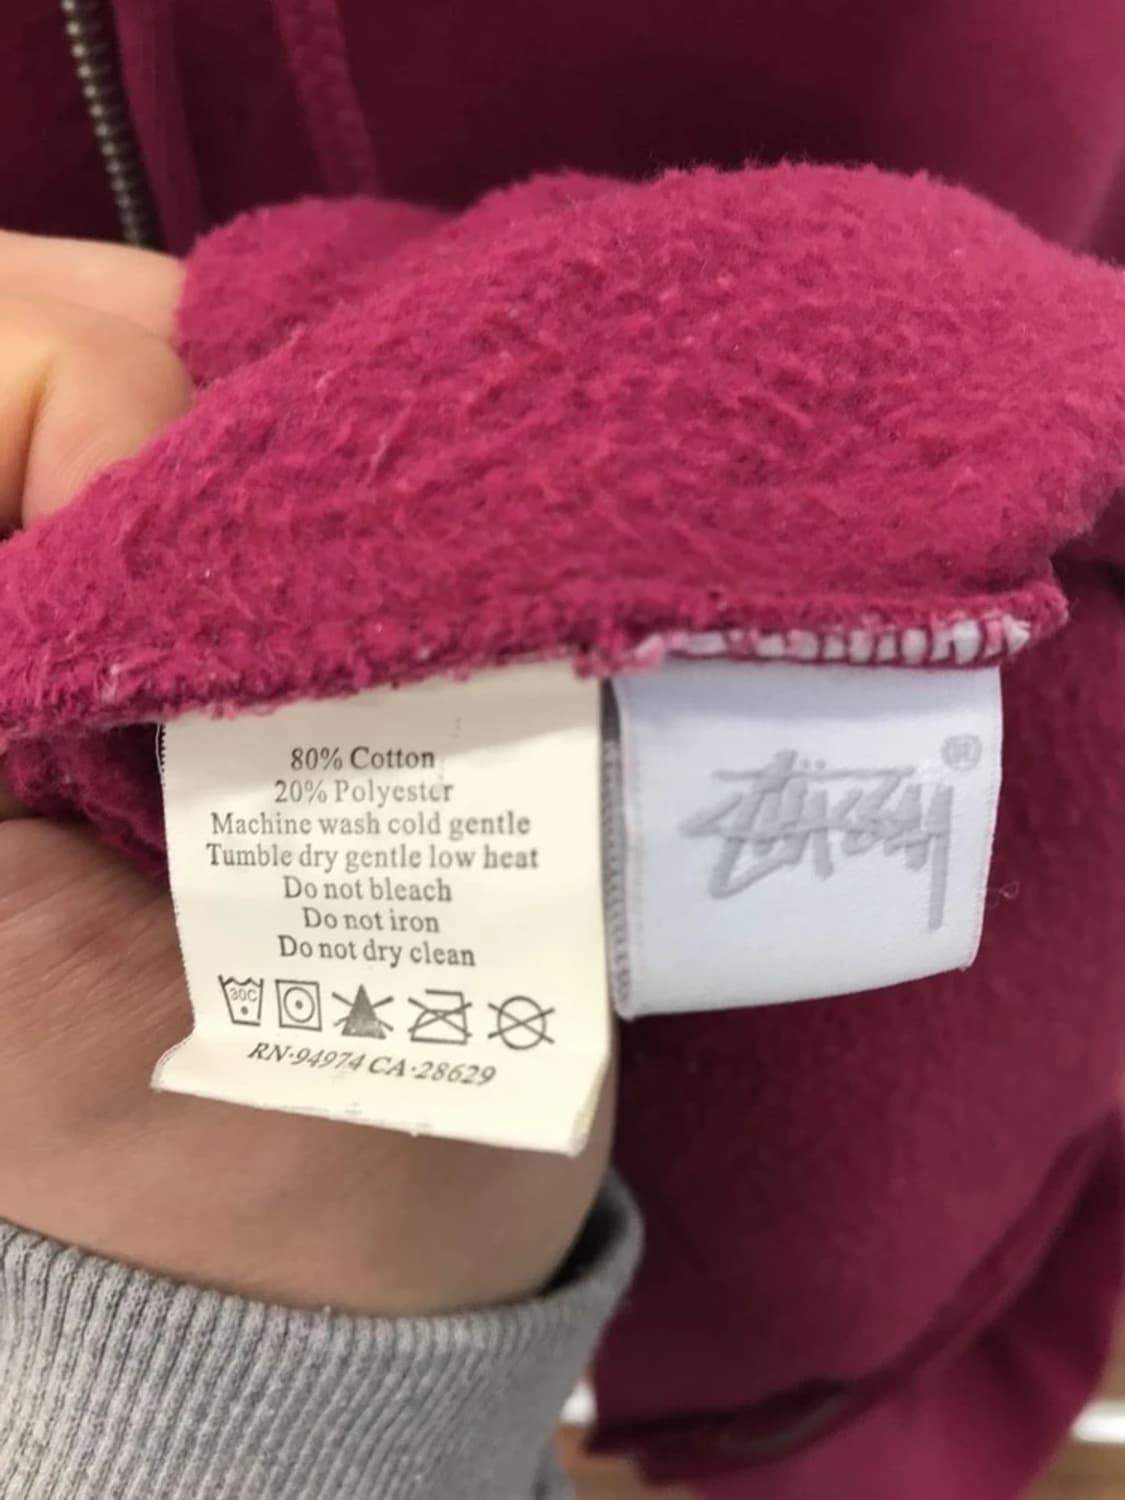 80% Cotton
20% Polyester
Machine wash cold gentle
Tumble dry gentle low heat
Do not bleach
Do not iron
Do not dry clean
30C
RN·94974 CA·28629
Stüssy ®